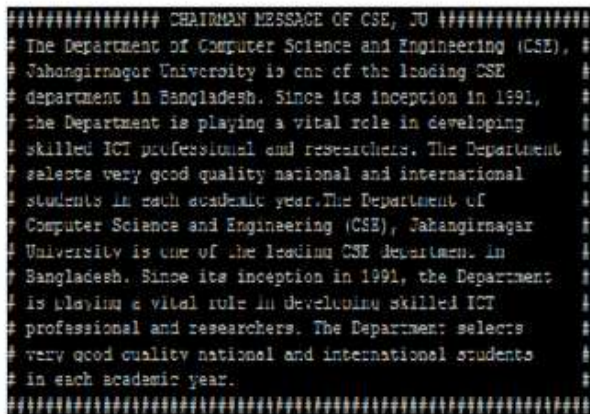 ############### CHAIRMAN MESSAGE OF CSE, JU ###############
# The Department of Computer Science and Engineering (CSE), #
# Jahangirnagar University is one of the leading CSE #
# department in Bangladesh. Since its inception in 1991, #
# the Department is playing a vital role in developing #
# skilled ICT professional and researchers. The Department #
# selects very good quality national and international #
# students in each academic year.The Department of #
# Computer Science and Engineering (CSE), Jahangirnagar #
# University is one of the leading CSE department in #
# Bangladesh. Since its inception in 1991, the Department #
# is playing a vital role in developing skilled ICT #
# professional and researchers. The Department selects #
# very good quality national and international students #
# in each academic year. #
###########################################################